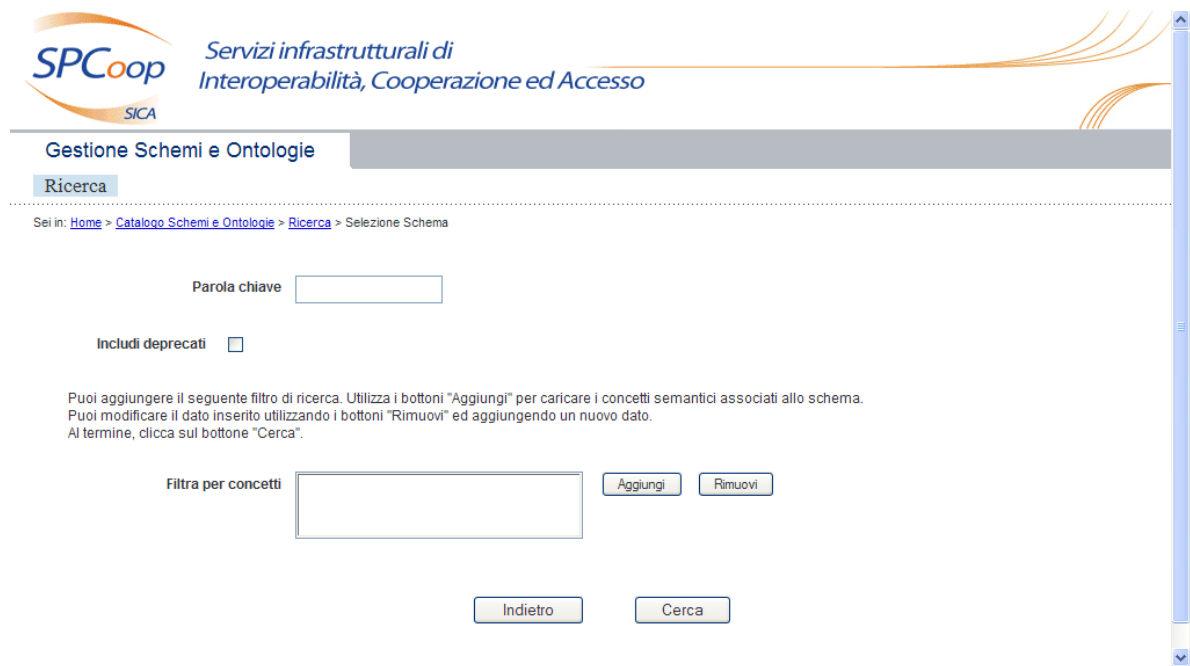 SPCoop
SICA
Servizi infrastrutturali di
Interoperabilità, Cooperazione ed Accesso
Gestione Schemi e Ontologie
Ricerca
Sei in: Home > Catalogo Schemi e Ontologie > Ricerca > Selezione Schema
Parola chiave
Includi deprecati
Puoi aggiungere il seguente filtro di ricerca. Utilizza i bottoni "Aggiungi" per caricare i concetti semantici associati allo schema.
Puoi modificare il dato inserito utilizzando i bottoni "Rimuovi" ed aggiungendo un nuovo dato.
Al termine, clicca sul bottone "Cerca".
Filtra per concetti
Aggiungi Rimuovi
Indietro Cerca